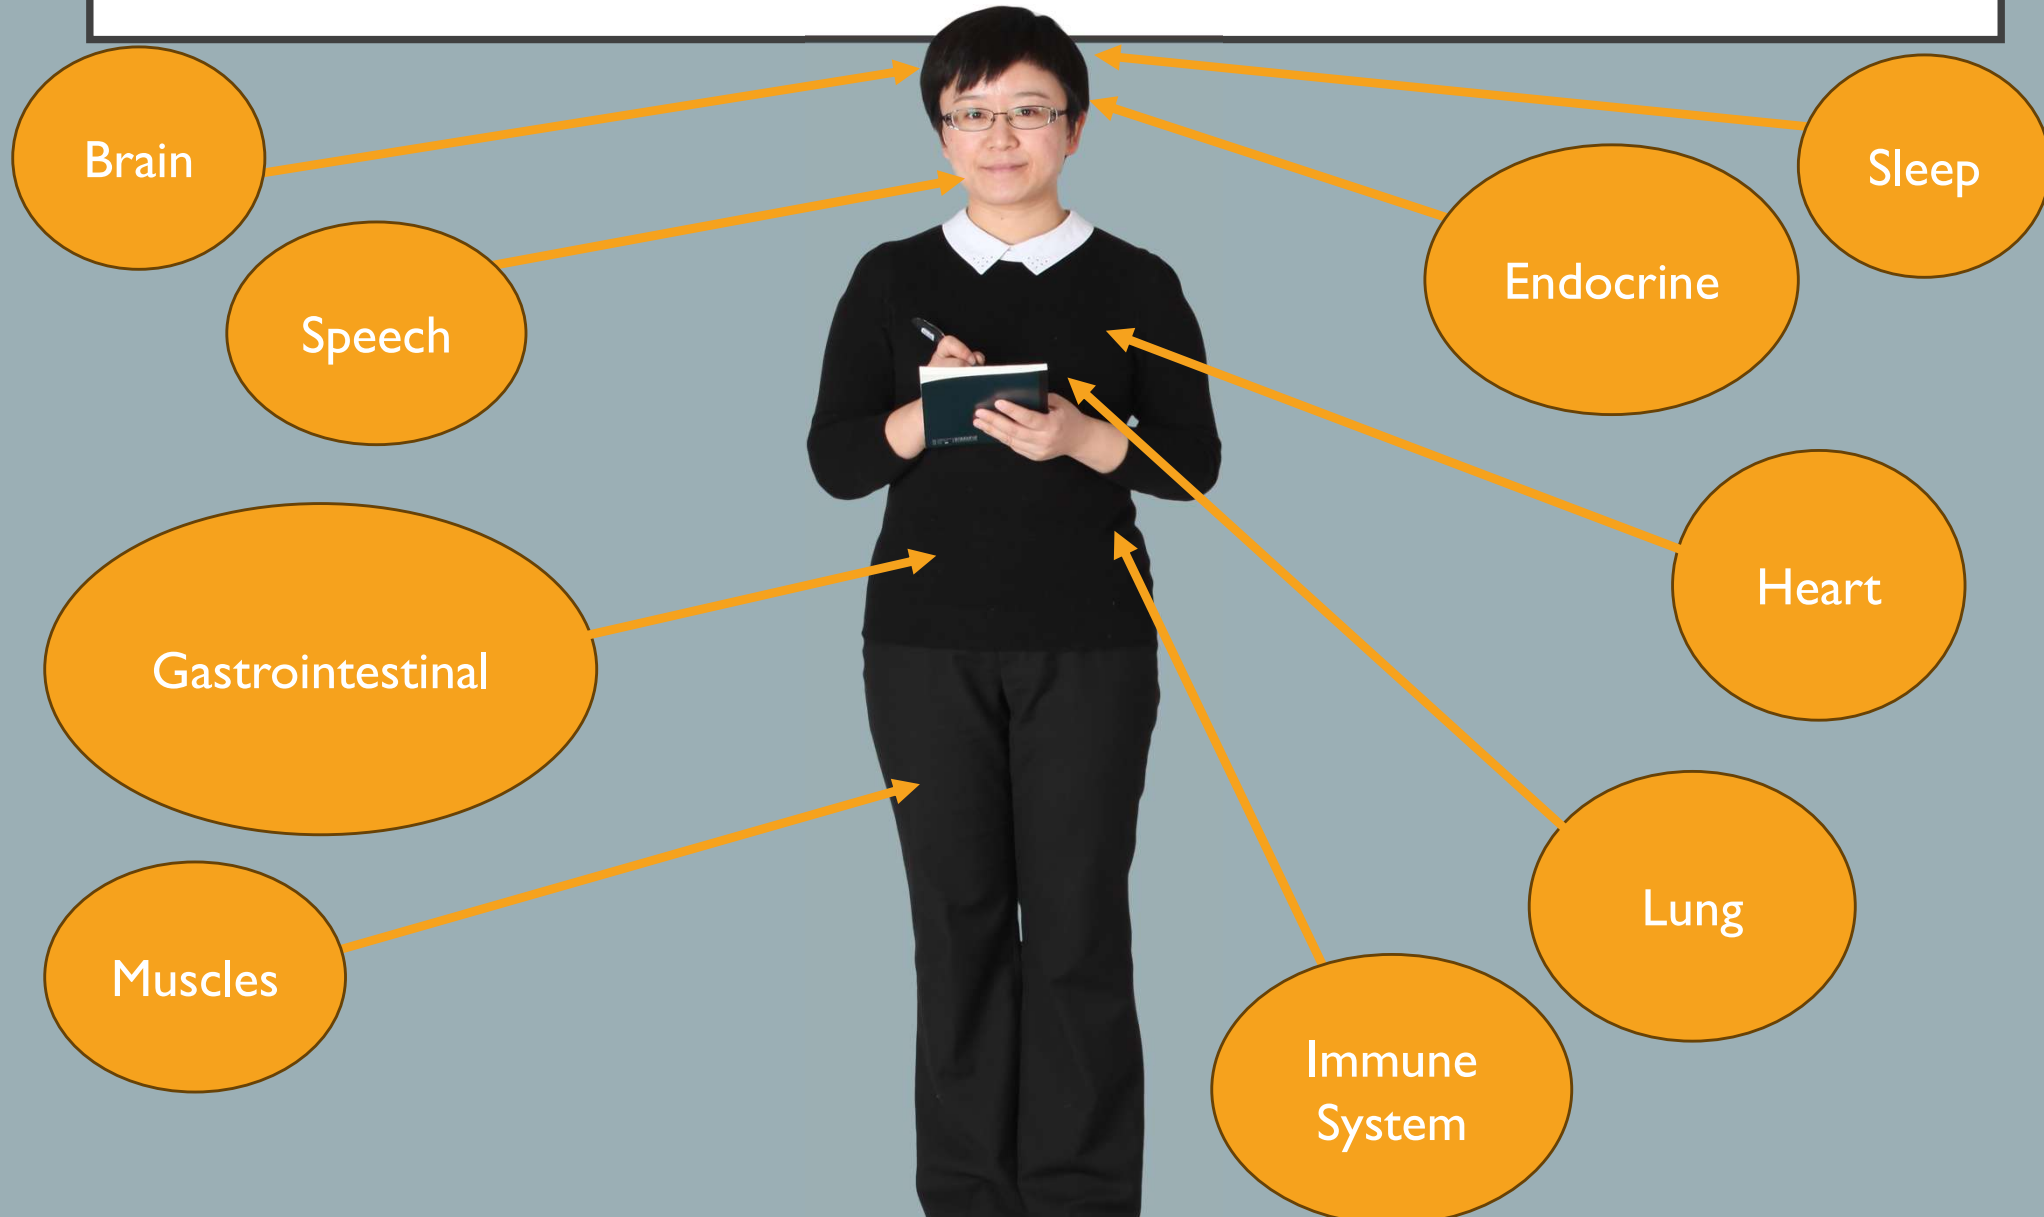 Brain
Sleep
Endocrine
Speech
Heart
Gastrointestinal
Lung
Muscles
Immune
System